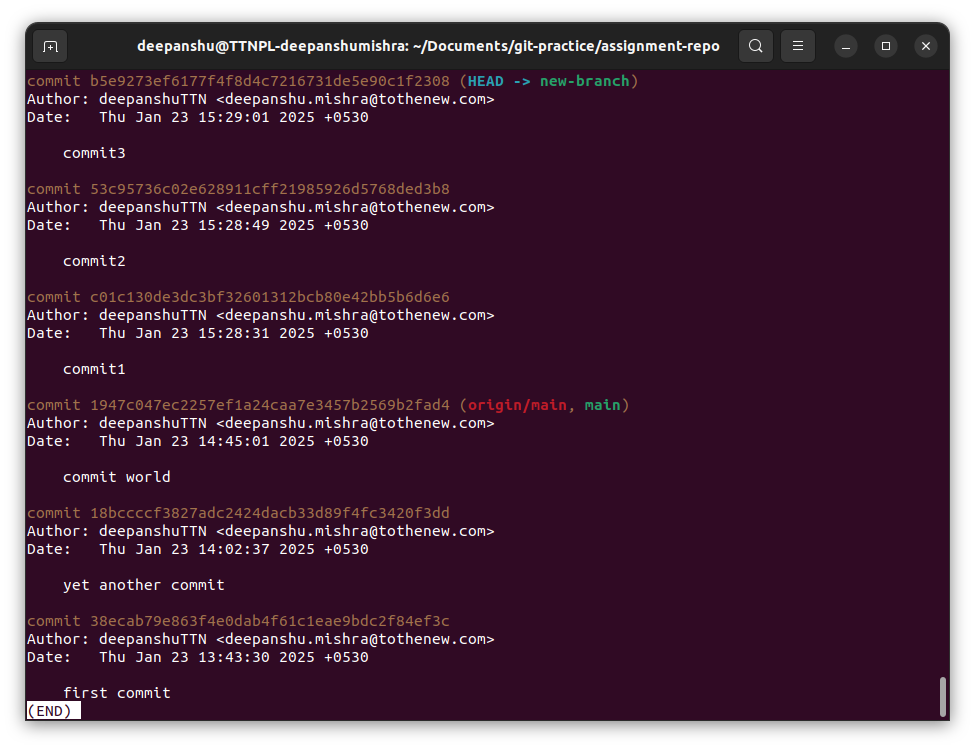 deepanshu@TTNPL-deepanshumishra: ~/Documents/git-practice/assignment-repo
commit b5e9273ef6177f4f8d4c7216731de5e90c1f2308 (HEAD -> new-branch)
Author: deepanshuTTN <deepanshu.mishra@tothenew.com>
Date:   Thu Jan 23 15:29:01 2025 +0530
commit3
commit 53c95736c02e628911cff21985926d5768ded3b8
Author: deepanshuTTN <deepanshu.mishra@tothenew.com>
Date:   Thu Jan 23 15:28:49 2025 +0530
commit2
commit c01c130de3dc3bf32601312bcb80e42bb5b6d6e6
Author: deepanshuTTN <deepanshu.mishra@tothenew.com>
Date:   Thu Jan 23 15:28:31 2025 +0530
commit1
commit 1947c047ec2257ef1a24caa7e3457b2569b2fad4 (origin/main, main)
Author: deepanshuTTN <deepanshu.mishra@tothenew.com>
Date:   Thu Jan 23 14:45:01 2025 +0530
commit world
commit 18bccccf3827adc2424dacb33d89f4fc3420f3dd
Author: deepanshuTTN <deepanshu.mishra@tothenew.com>
Date:   Thu Jan 23 14:02:37 2025 +0530
yet another commit
commit 38ecab79e863f4e0dab4f61c1eae9bdc2f84ef3c
Author: deepanshuTTN <deepanshu.mishra@tothenew.com>
Date:   Thu Jan 23 13:43:30 2025 +0530
first commit
(END)